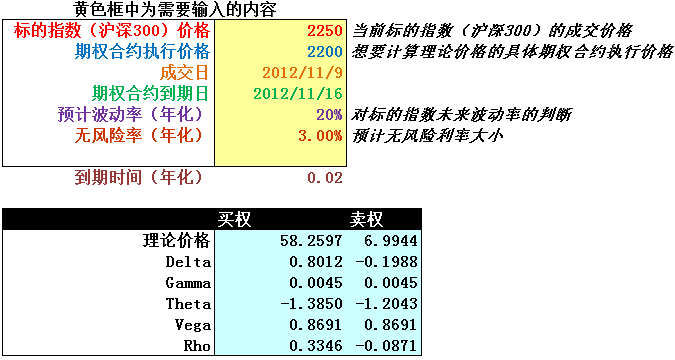 黄色框中为需要输入的内容
标的指数（沪深300）价格 2250 当前标的指数（沪深300）的成交价格
期权合约执行价格 2200 想要计算理论价格的具体期权合约执行价格
成交日 2012/11/9
期权合约到期日 2012/11/16
预计波动率（年化） 20% 对标的指数未来波动率的判断
无风险率（年化） 3.00% 预计无风险利率大小
到期时间（年化） 0.02
买权 卖权
理论价格 58.2597 6.9944
Delta 0.8012 -0.1988
Gamma 0.0045 0.0045
Theta -1.3850 -1.2043
Vega 0.8691 0.8691
Rho 0.3346 -0.0871